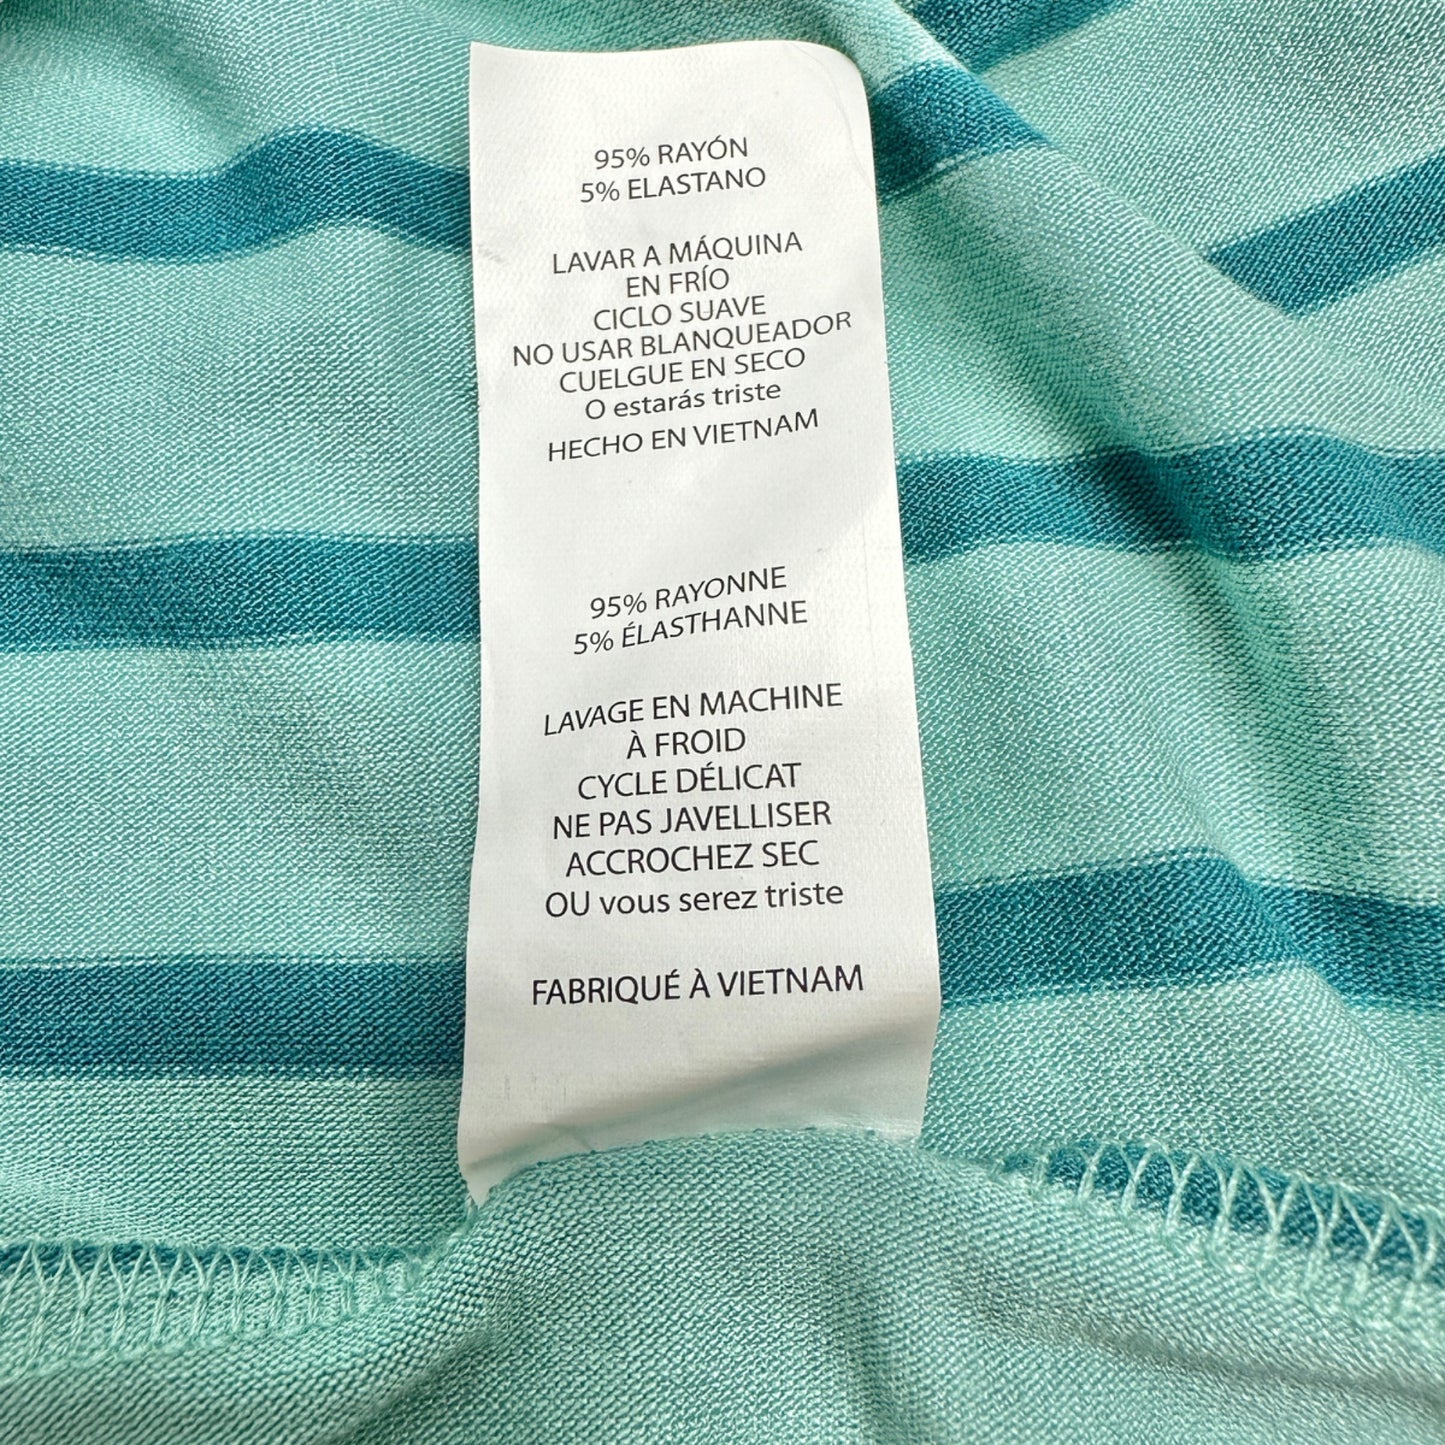 95% RAYÓN
5% ELASTANO
LAVAR A MÁQUINA
EN FRÍO
CICLO SUAVE
NO USAR BLANQUEADOR
CUELGUE EN SECO
O estarás triste
HECHO EN VIETNAM
95% RAYONNE
5% ÉLASTHANNE
LAVAGE EN MACHINE
À FROID
CYCLE DÉLICAT
NE PAS JAVELLISER
ACCROCHEZ SEC
OU vous serez triste
FABRIQUÉ À VIETNAM